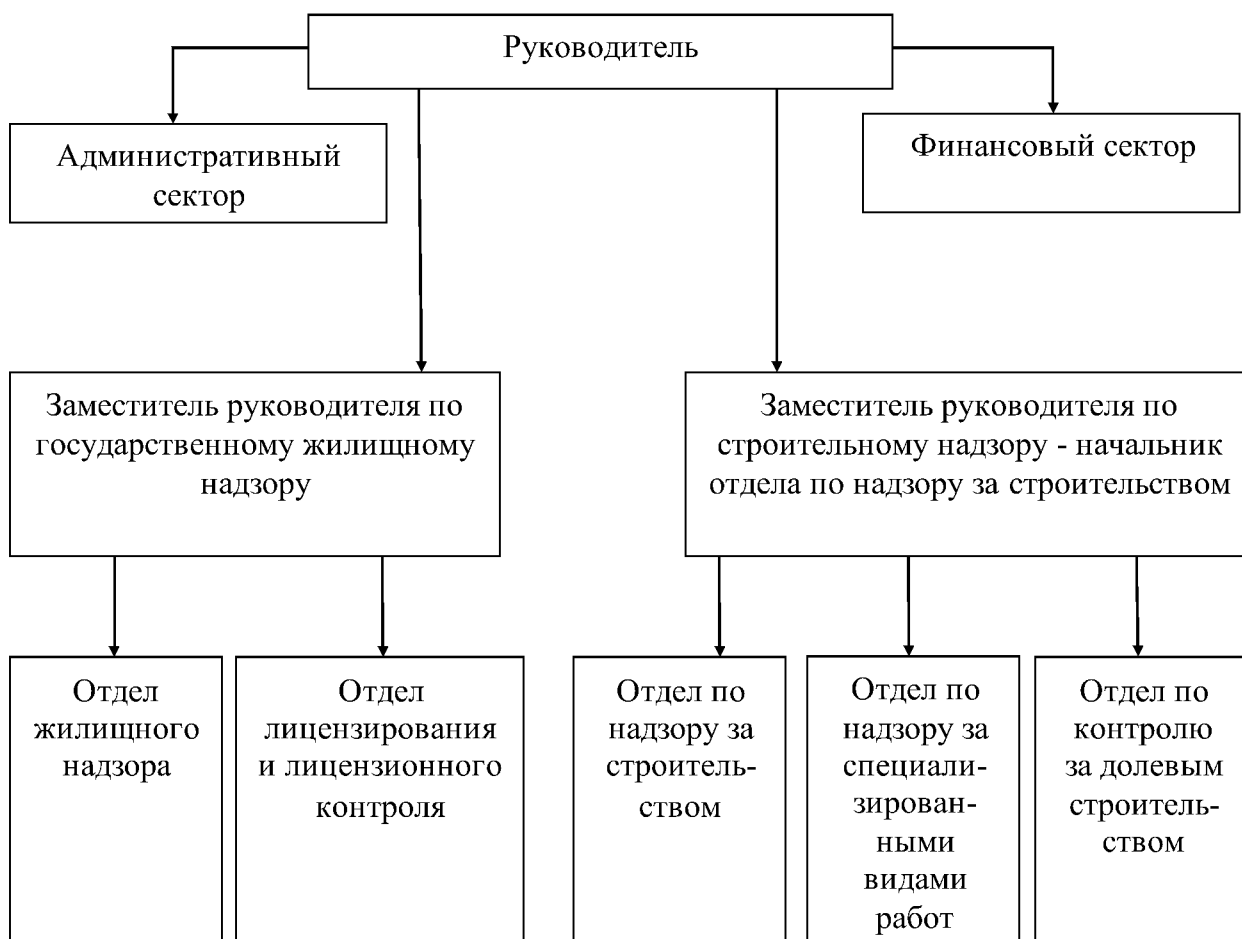 Руководитель
Административный
сектор
Финансовый сектор
Заместитель руководителя по
государственному жилищному
надзору
Заместитель руководителя по
строительному надзору - начальник
отдела по надзору за строительством
Отдел
жилищного
надзора
Отдел
лицензирования
и лицензионного
контроля
Отдел по
надзору за
строитель-
ством
Отдел по
надзору за
специали-
зирован-
ными
видами
работ
Отдел по
контролю
за долевым
строитель-
ством